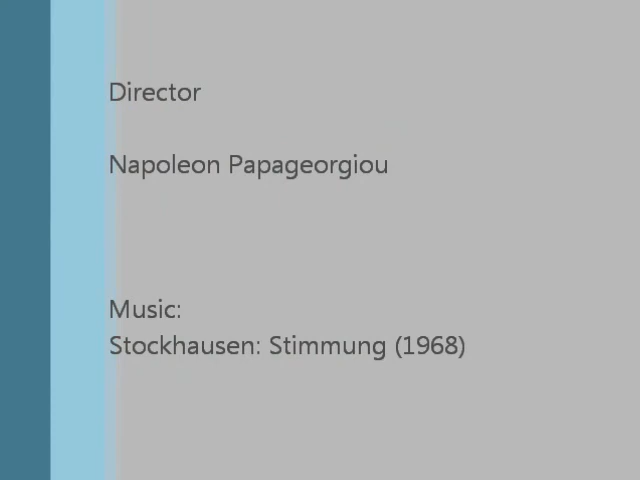 Director
Napoleon Papageorgiou
Music:
Stockhausen: Stimmung (1968)